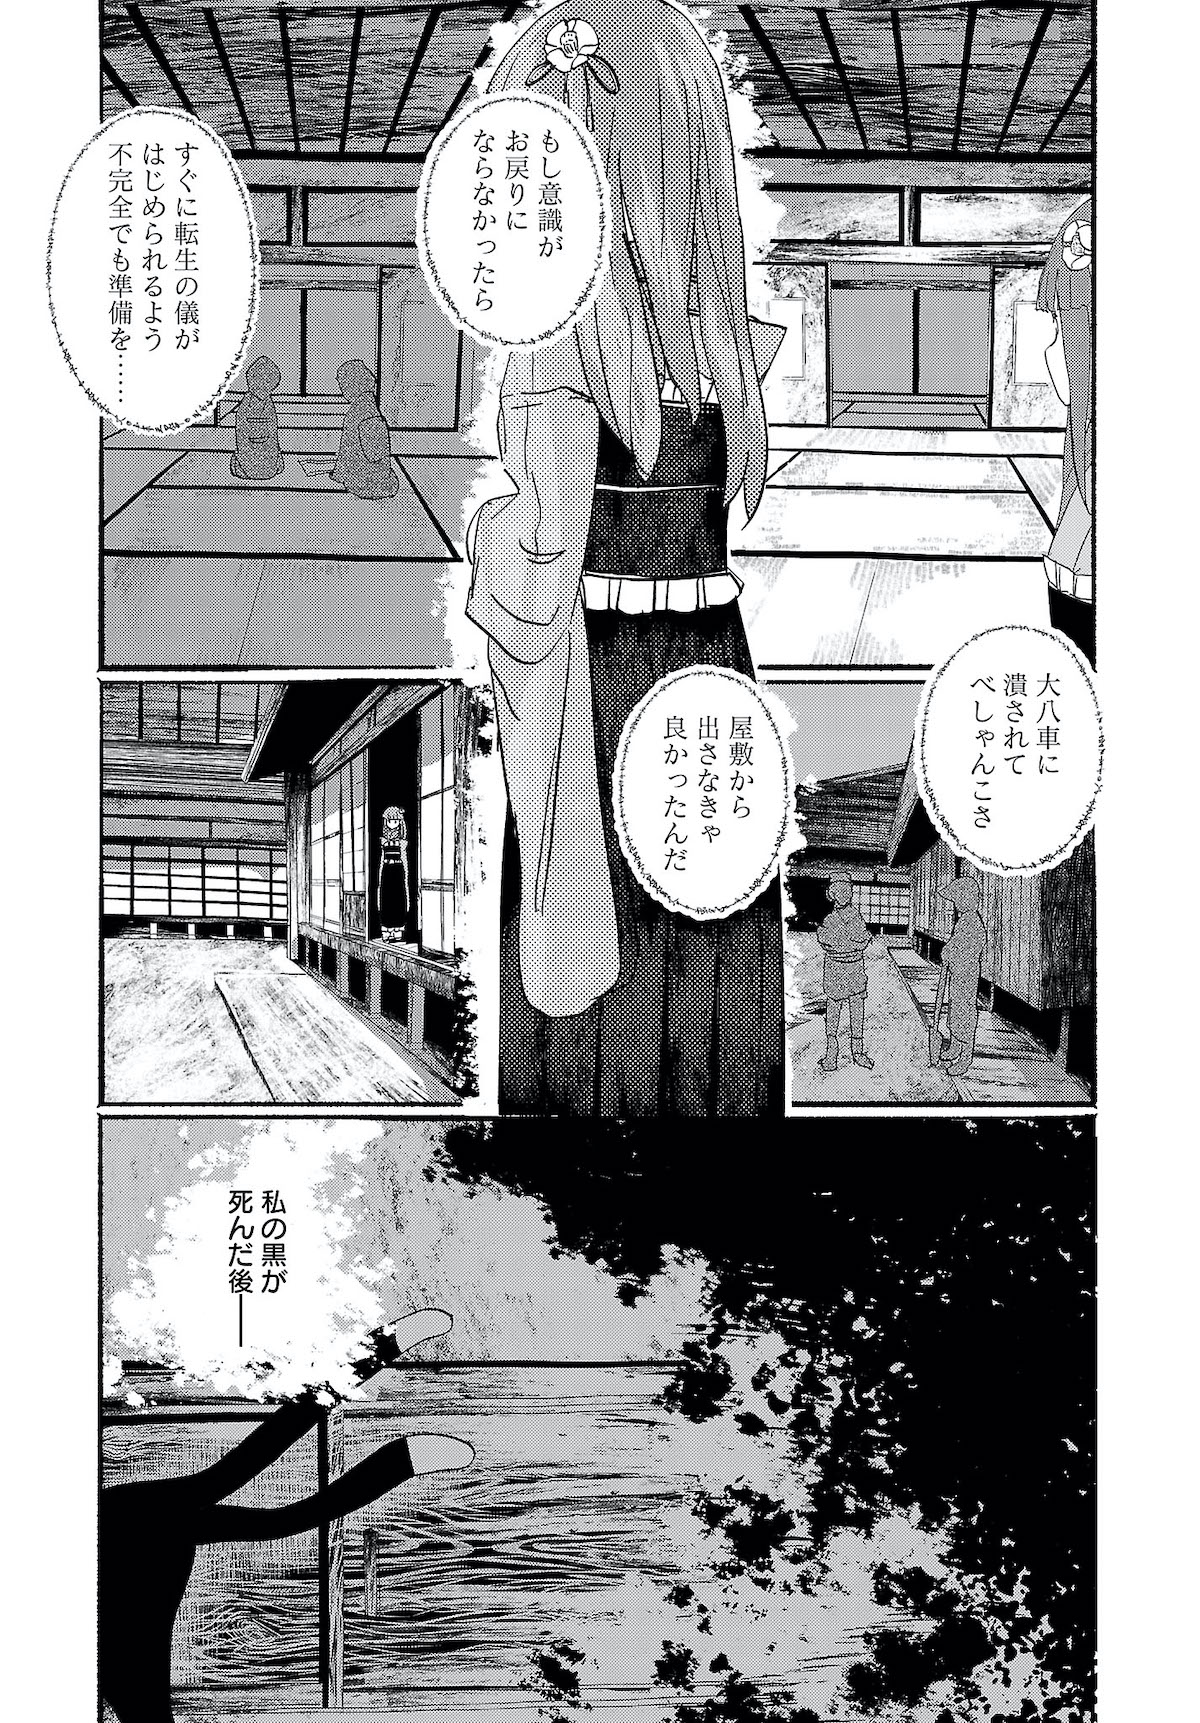 もし意識が
お戻りに
ならなかったら
すぐに転生の儀が
はじめられるよう
不完全でも準備を……
大八車に
潰されて
ぺしゃんこさ
屋敷から
出さなきゃ
良かったんだ
私の黒が
死んだ後――